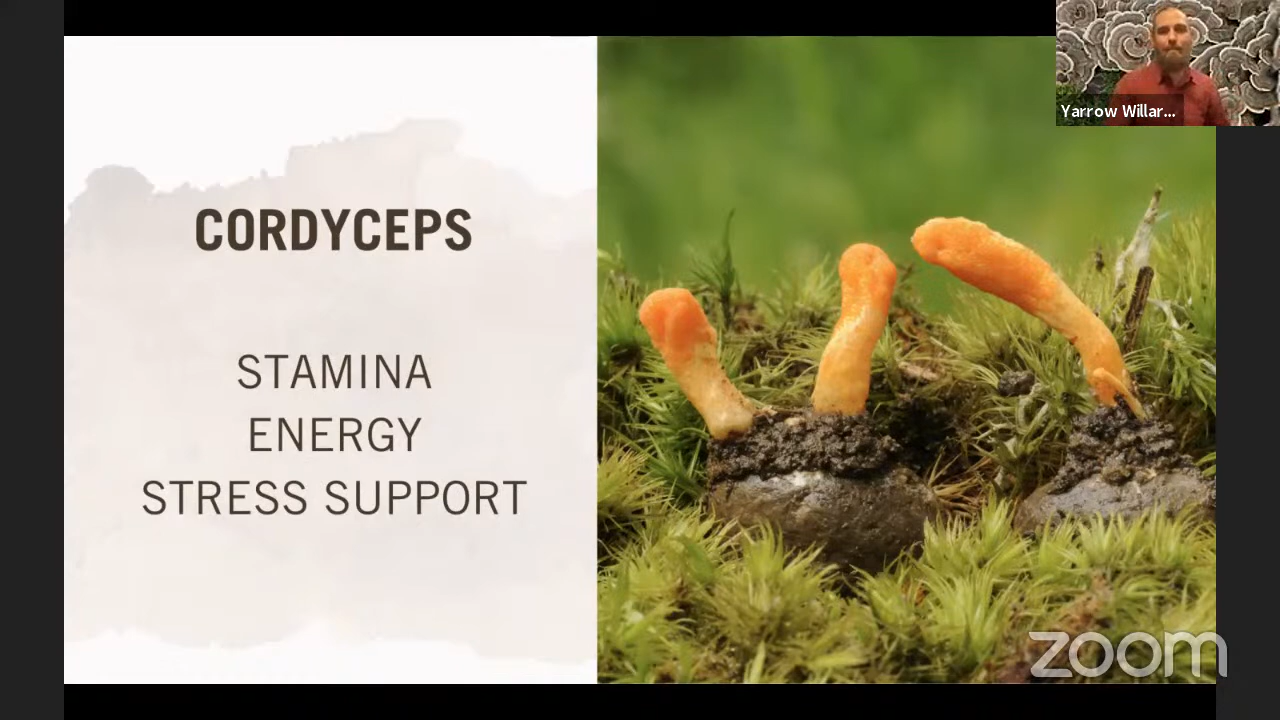 Yarrow Willar...
CORDYCEPS
STAMINA
ENERGY
STRESS SUPPORT
zoom